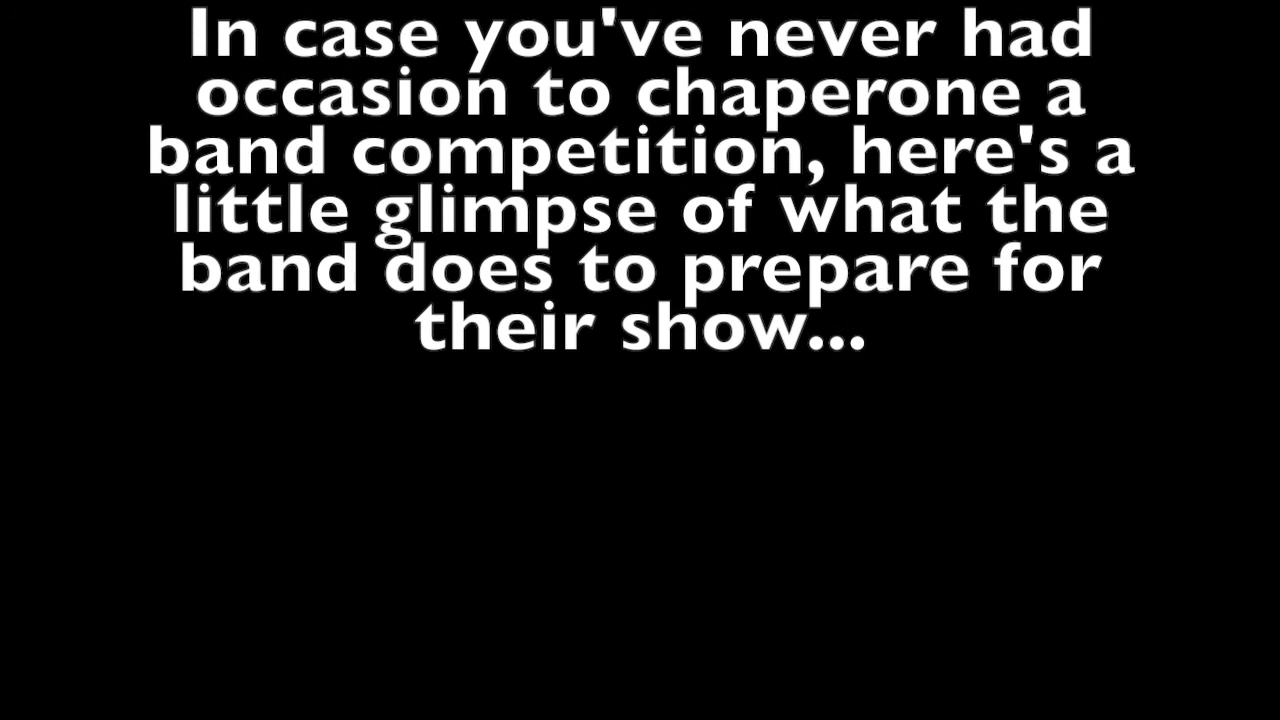 In case you've never had
occasion to chaperone a
band competition, here's a
little glimpse of what the
band does to prepare for
their show...